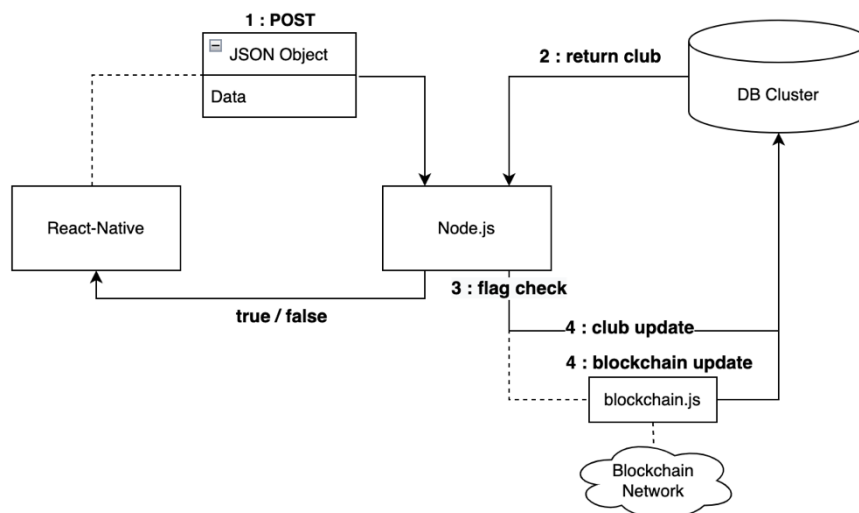 1 : POST
JSON Object
Data
2 : return club
DB Cluster
React-Native
Node.js
3 : flag check
true / false
4 : club update
4 : blockchain update
blockchain.js
Blockchain
Network